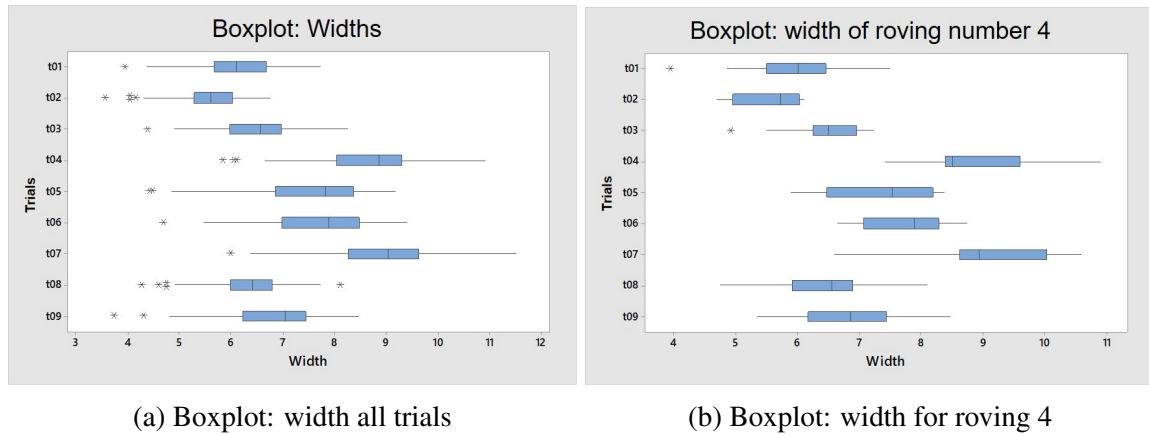 Boxplot: Widths
Trials
t01
t02
t03
t04
t05
t06
t07
t08
t09
3 4 5 6 7 8 9 10 11 12
Width
(a) Boxplot: width all trials
Boxplot: width of roving number 4
Trials
t01
t02
t03
t04
t05
t06
t07
t08
t09
4 5 6 7 8 9 10 11
Width
(b) Boxplot: width for roving 4